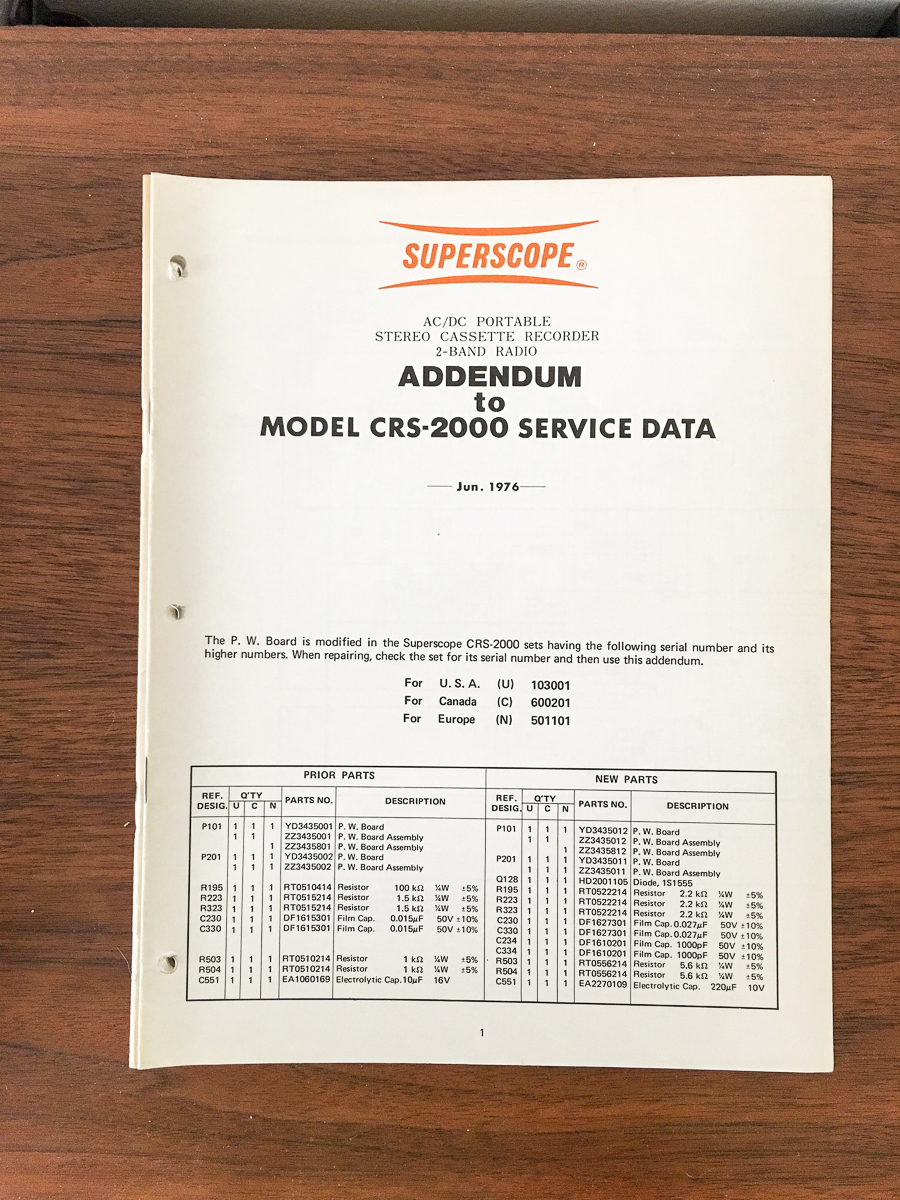 SUPERSCOPE®
AC/DC PORTABLE
STEREO CASSETTE RECORDER
2-BAND RADIO
ADDENDUM
to
MODEL CRS-2000 SERVICE DATA
Jun. 1976
The P. W. Board is modified in the Superscope CRS-2000 sets having the following serial number and its
higher numbers. When repairing, check the set for its serial number and then use this addendum.
For U. S. A. (U) 103001
For Canada (C) 600201
For Europe (N) 501101
PRIOR PARTS
REF. DESIG. Q'TY U C N PARTS NO. DESCRIPTION
P101 1 1 1 YD3435001 P. W. Board
1 1 ZZ3435001 P. W. Board Assembly
1 ZZ3435801 P. W. Board Assembly
P201 1 1 1 YD3435002 P. W. Board
1 1 1 ZZ3435002 P. W. Board Assembly
R195 1 1 1 RT0510414 Resistor 100 kΩ ¼W ±5%
R223 1 1 1 RT0515214 Resistor 1.5 kΩ ¼W ±5%
R323 1 1 1 RT0515214 Resistor 1.5 kΩ ¼W ±5%
C230 1 1 1 DF1615301 Film Cap. 0.015µF 50V ±10%
C330 1 1 1 DF1615301 Film Cap. 0.015µF 50V ±10%
R503 1 1 1 RT0510214 Resistor 1 kΩ ¼W ±5%
R504 1 1 1 RT0510214 Resistor 1 kΩ ¼W ±5%
C551 1 1 1 EA1060169 Electrolytic Cap. 10µF 16V
NEW PARTS
REF. DESIG. Q'TY U C N PARTS NO. DESCRIPTION
P101 1 1 1 YD3435012 P. W. Board
1 1 ZZ3435012 P. W. Board Assembly
1 ZZ3435812 P. W. Board Assembly
P201 1 1 1 YD3435011 P. W. Board
1 1 1 ZZ3435011 P. W. Board Assembly
Q128 1 1 1 HD2001105 Diode, 1S1555
R195 1 1 1 RT0522214 Resistor 2.2 kΩ ¼W ±5%
R223 1 1 1 RT0522214 Resistor 2.2 kΩ ¼W ±5%
R323 1 1 1 RT0522214 Resistor 2.2 kΩ ¼W ±5%
C230 1 1 1 DF1627301 Film Cap. 0.027µF 50V ±10%
C330 1 1 1 DF1627301 Film Cap. 0.027µF 50V ±10%
C234 1 1 1 DF1610201 Film Cap. 1000pF 50V ±10%
C334 1 1 1 DF1610201 Film Cap. 1000pF 50V ±10%
R503 1 1 1 RT0556214 Resistor 5.6 kΩ ¼W ±5%
R504 1 1 1 RT0556214 Resistor 5.6 kΩ ¼W ±5%
C551 1 1 1 EA2270109 Electrolytic Cap. 220µF 10V
1